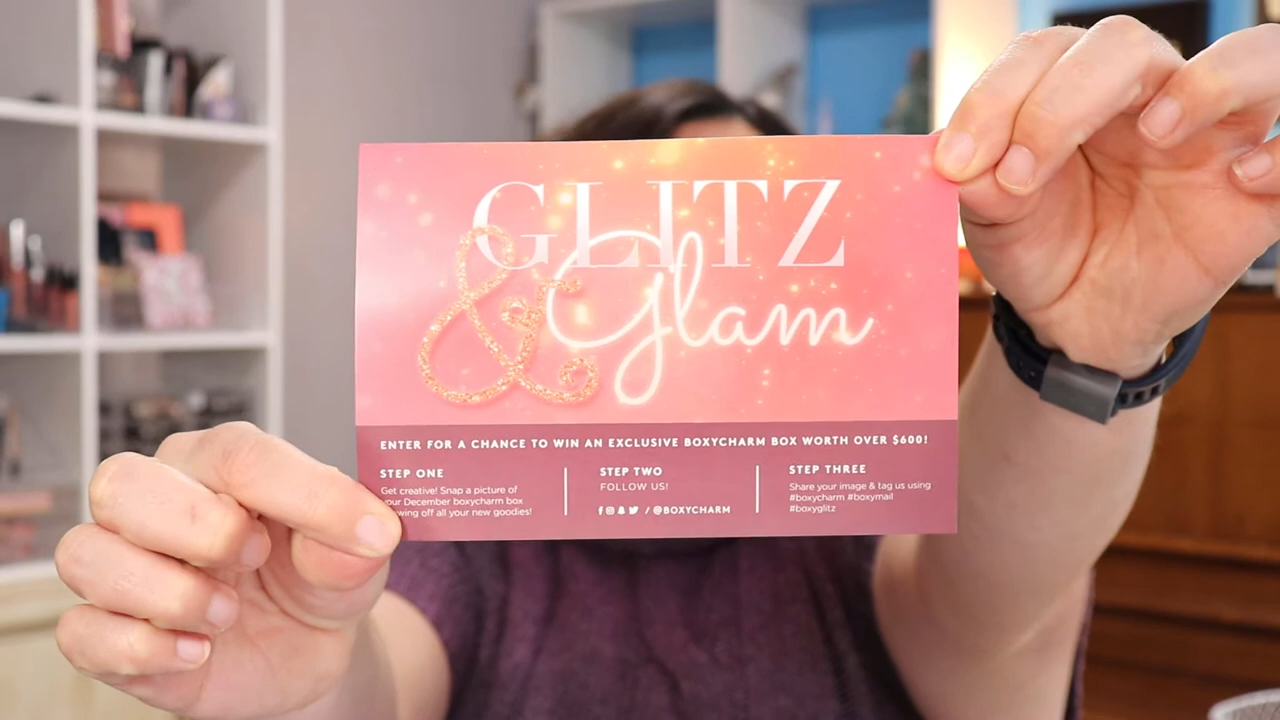 GLITZ
& Glam
ENTER FOR A CHANCE TO WIN AN EXCLUSIVE BOXYCHARM BOX WORTH OVER $600!
STEP ONE
Get creative! Snap a picture of
your December boxycharm box
wing off all your new goodies!
STEP TWO
FOLLOW US!
/ @BOXYCHARM
STEP THREE
Share your image & tag us using
#boxycharm #boxymail
#boxyglitz